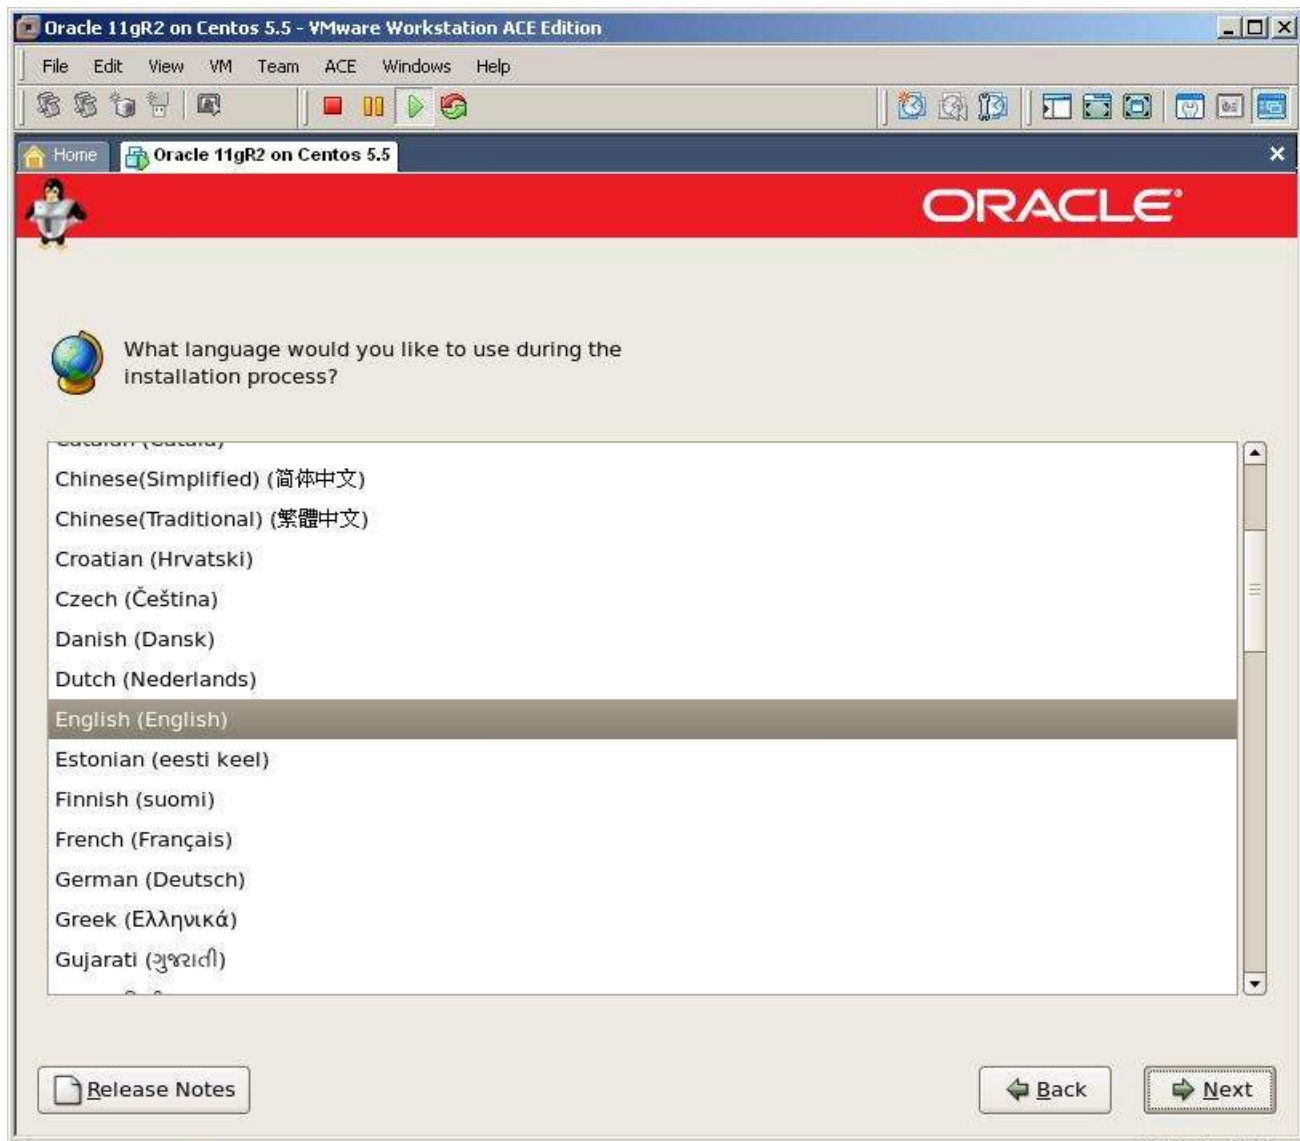 Oracle 11gR2 on Centos 5.5 - VMware Workstation ACE Edition
File Edit View VM Team ACE Windows Help
Home Oracle 11gR2 on Centos 5.5
ORACLE
What language would you like to use during the
installation process?
Catalan (Català)
Chinese(Simplified) (简体中文)
Chinese(Traditional) (繁體中文)
Croatian (Hrvatski)
Czech (Čeština)
Danish (Dansk)
Dutch (Nederlands)
English (English)
Estonian (eesti keel)
Finnish (suomi)
French (Français)
German (Deutsch)
Greek (Ελληνικά)
Gujarati (ગુજરાતી)
Release Notes Back Next